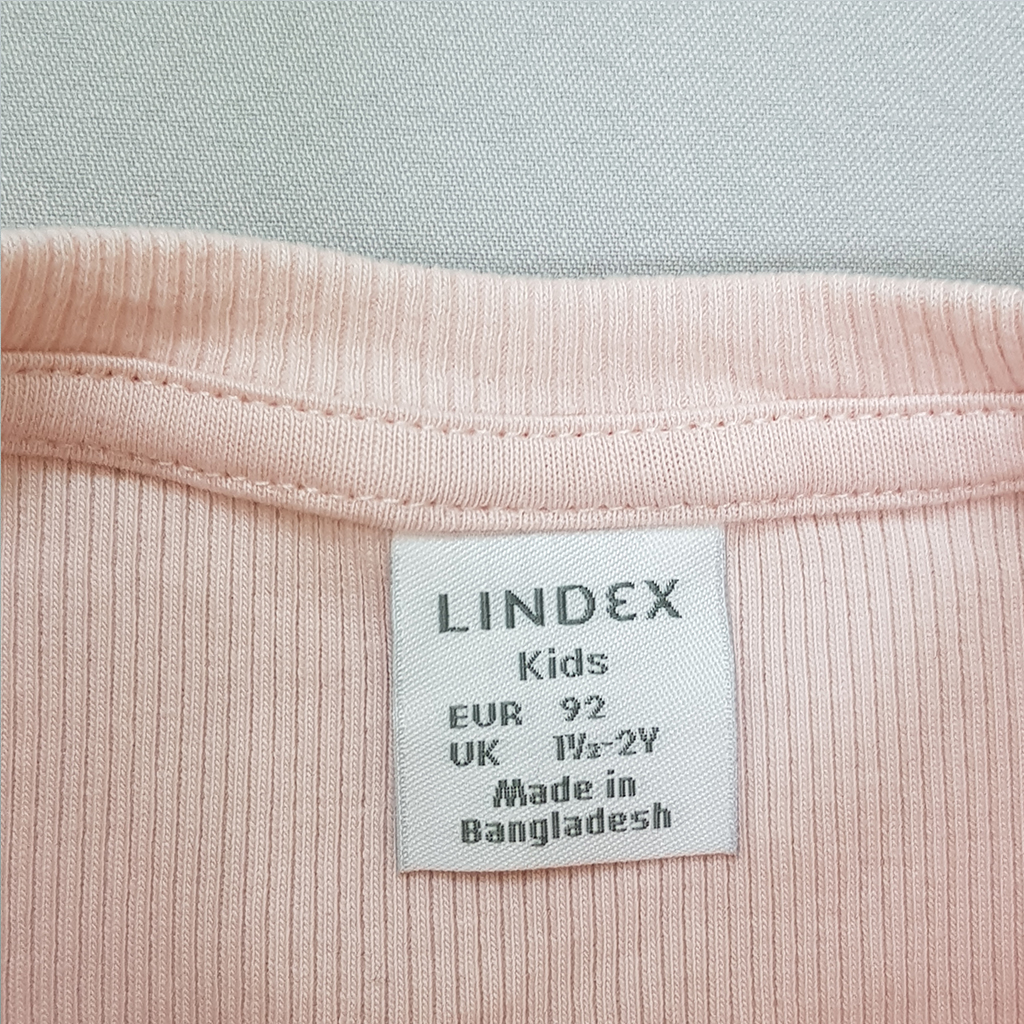 LINDEX
Kids
EUR 92
UK 1½-2Y
Made in
Bangladesh